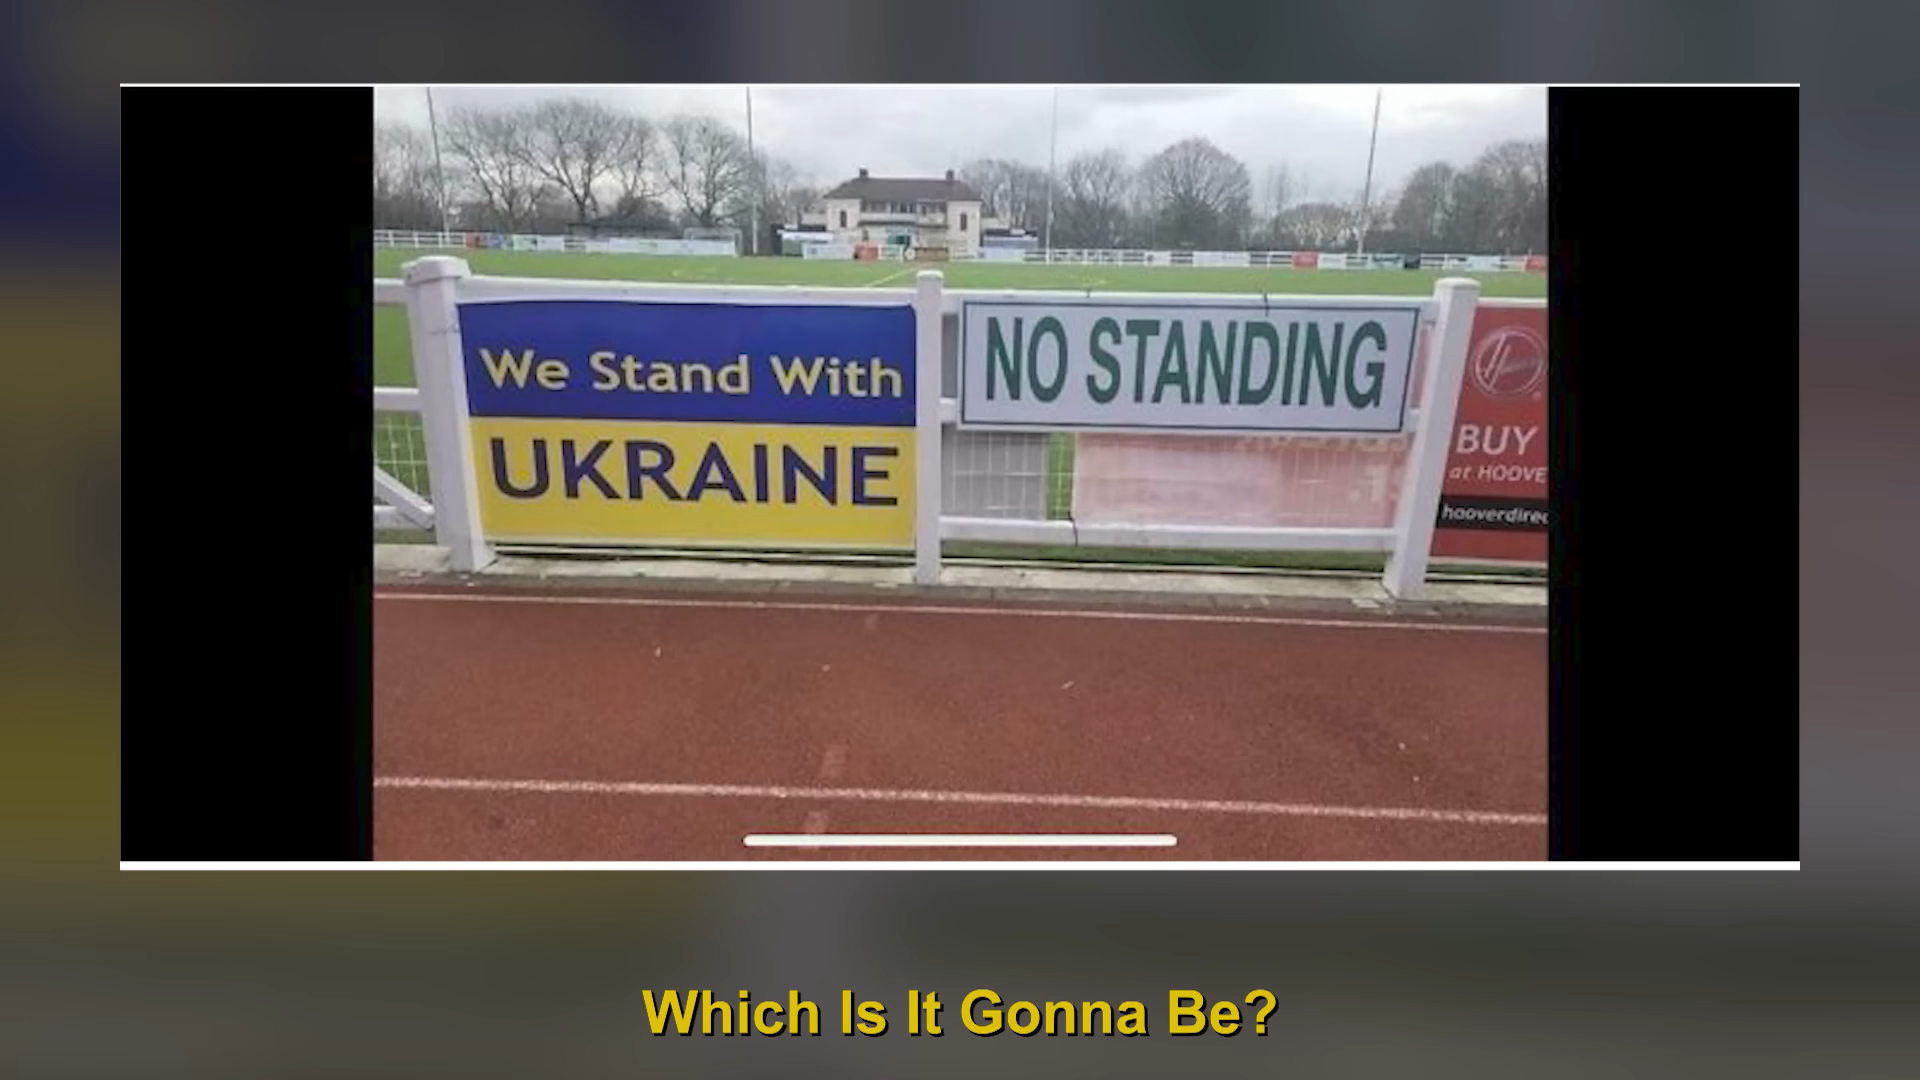 We Stand With
UKRAINE
NO STANDING
BUY
at HOOVE
hooverdirec
Which Is It Gonna Be?